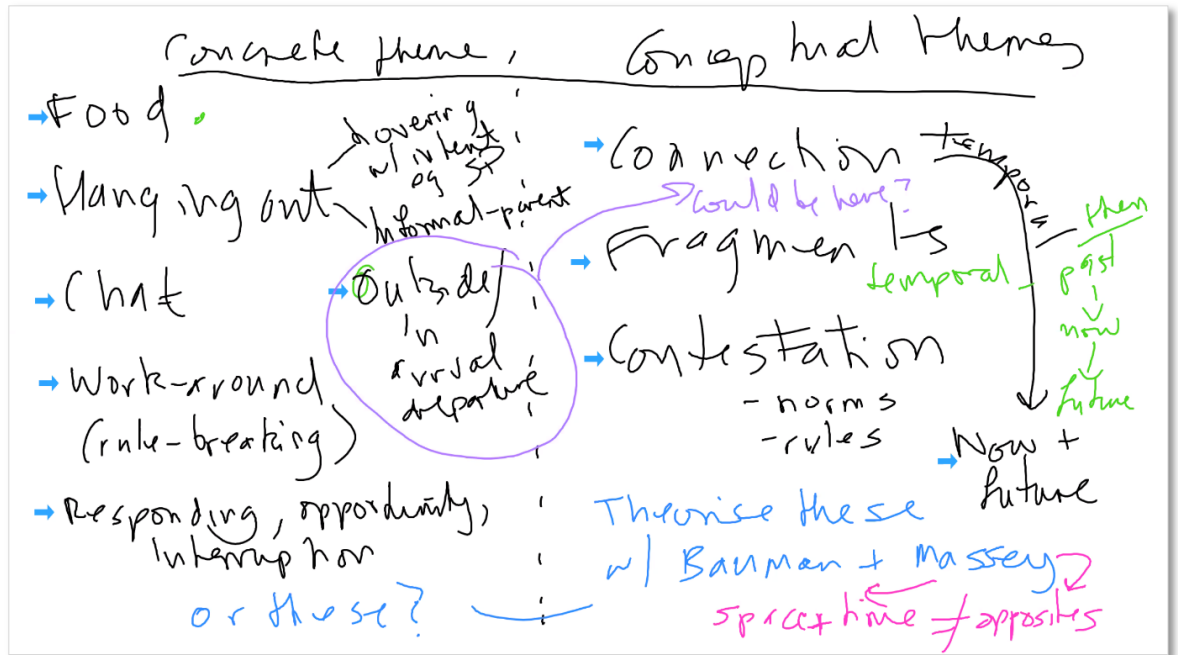 Concrete theme,
Conceptual themes
Food
Hanging out
hovering
w/ intent
eg SP
Informal-parent
Chat
Outside/
in
arrival
departure
Work-around
(rule-breaking)
Responding, opportunity,
Interruption
or these?
Connection
tempora
could be here?
Fragments
temporal
then
past
now
future
Contestation
- norms
- rules
Now +
future
Theorise these
w/ Bauman + Massey
space + time ≠ opposites